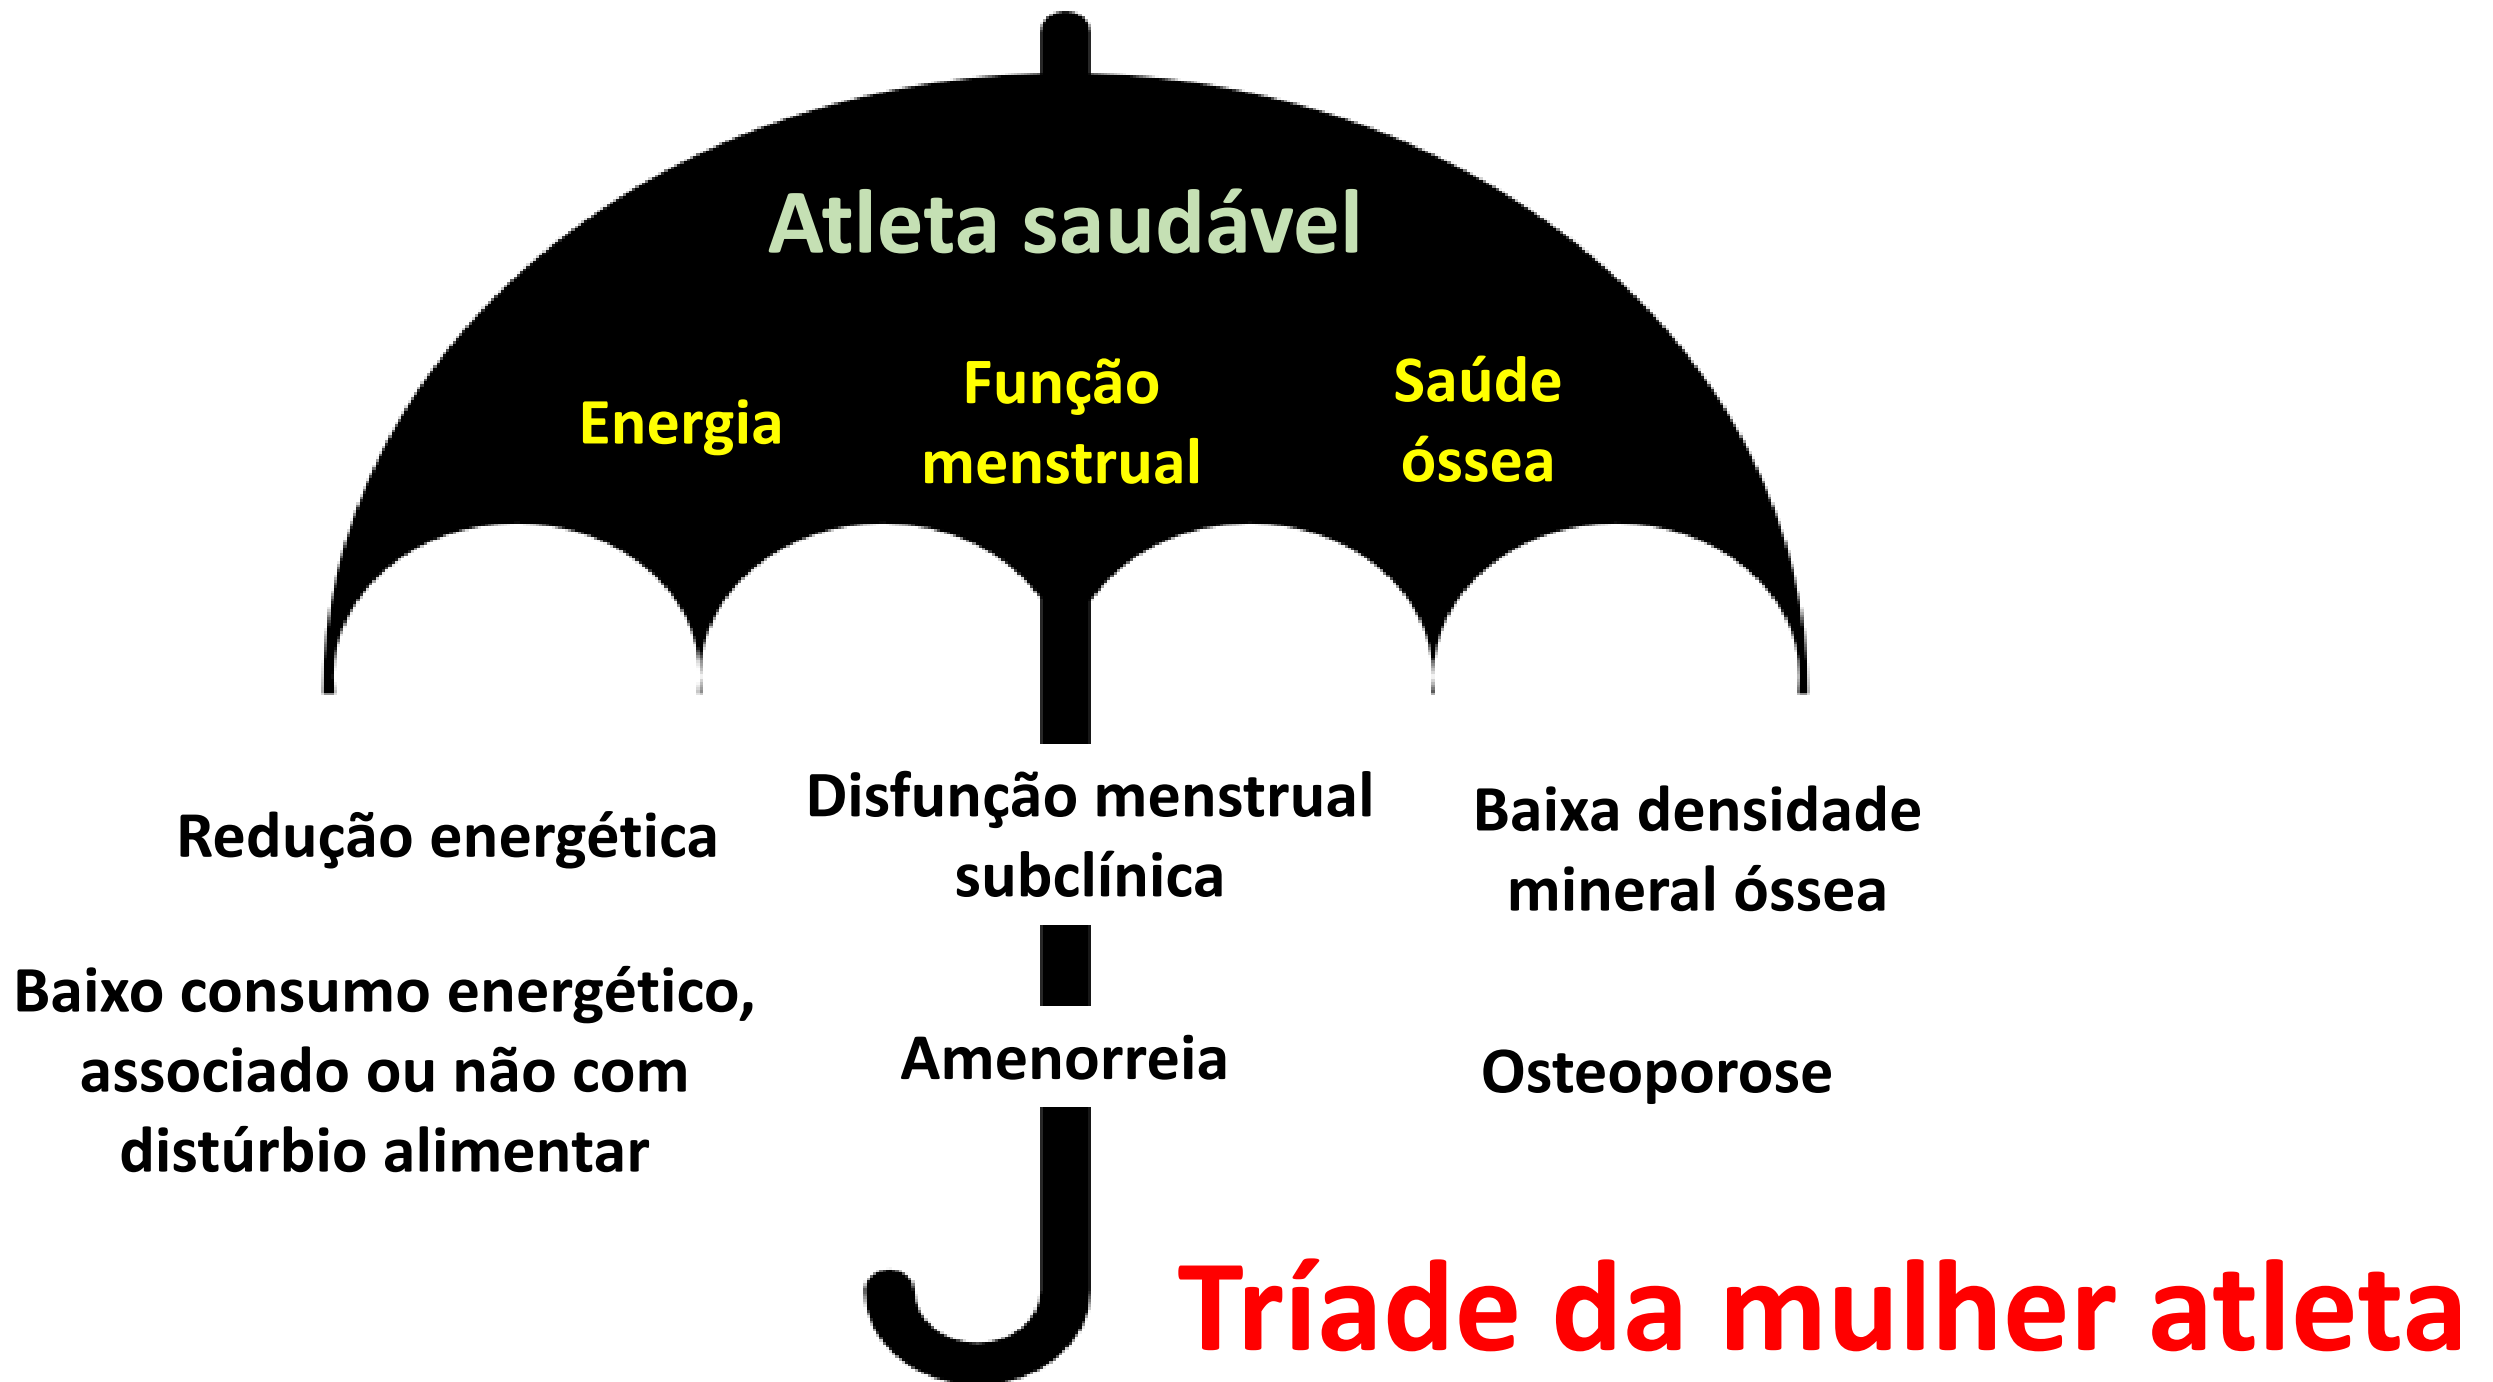 Atleta saudável
Energia
Função
menstrual
Saúde
óssea
Redução energética
Disfunção menstrual
subclínica
Baixa densidade
mineral óssea
Baixo consumo energético,
associado ou não com
distúrbio alimentar
Amenorreia
Osteoporose
Tríade da mulher atleta